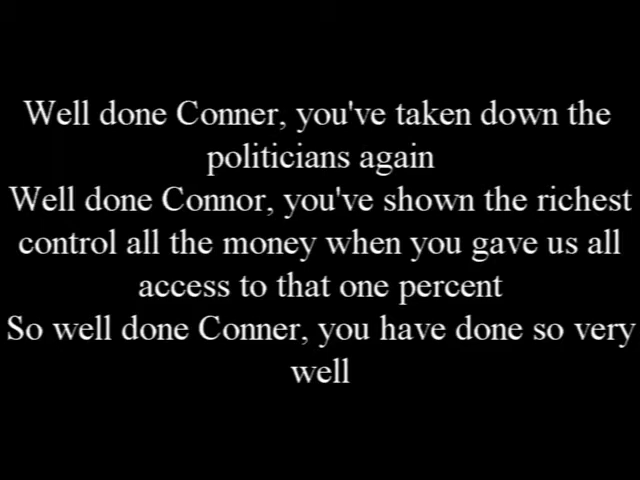 Well done Conner, you've taken down the
politicians again
Well done Connor, you've shown the richest
control all the money when you gave us all
access to that one percent
So well done Conner, you have done so very
well